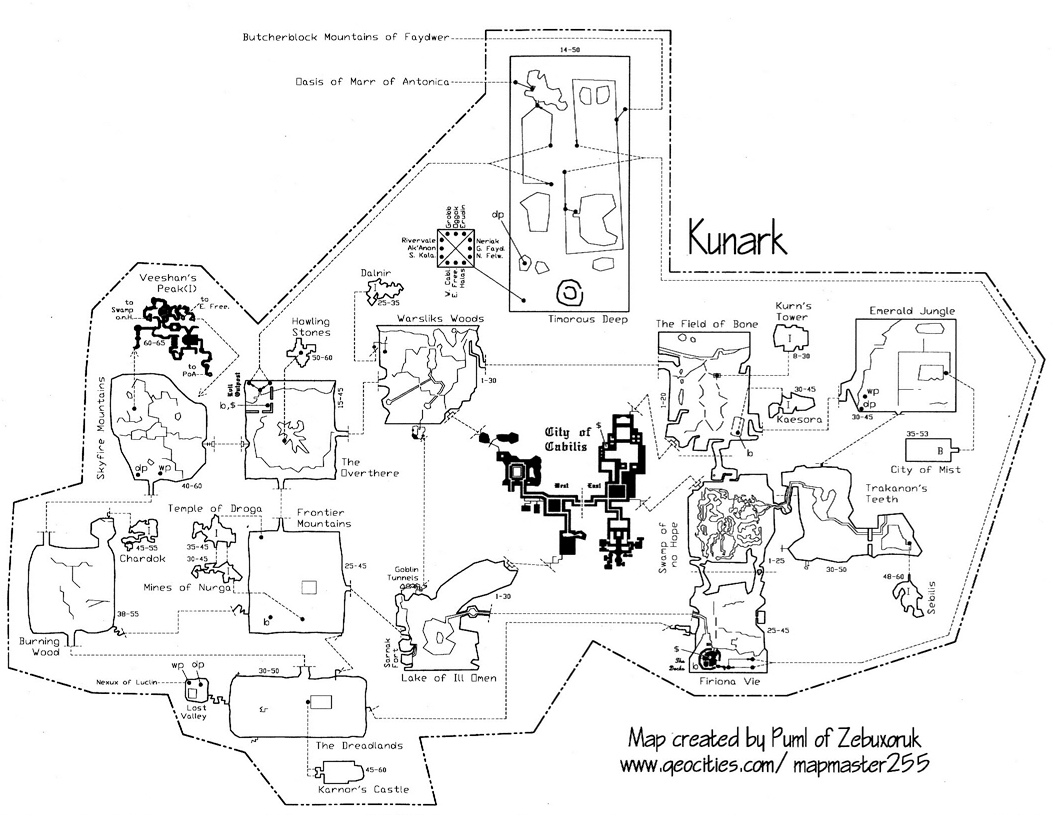 Butcherblock Mountains of Faydwer
14-50
Oasis of Marr of Antonica
dp
Grobb
Oggok
Erudin
Rivervale
Ak'Anon
S. Kala.
Neriak
G. Fayd.
N. Felw.
W. Cabl
E. Free.
Halas
Timorous Deep
Kunark
Veeshan's
Peak(I)
to
Swamp
o.n.H
to
E. Free.
60-65
to
PoA
Dalnir
I
25-35
Howling
Stones
50-60
Warsliks Woods
1-30
The Field of Bone
1-20
b
Kurn's
Tower
I
8-30
Emerald Jungle
wp
dp
30-45
30-45
I
Kaesora
35-53
B
City of Mist
Skyfire Mountains
dp
wp
40-60
Evil
Outpost
b,$
15-45
The
Overthere
City of
Cabilis
$
West
East
Trakanon's
Teeth
30-50
48-60
I
Sebilis
Swamp of
no Hope
1-25
Temple of Droga
35-45
Frontier
Mountains
25-45
b
45-55
Chardok
30-45
Mines of Nurga
38-55
Burning
Wood
Goblin
Tunnels
1-30
Sarnak
Fort
Lake of Ill Omen
25-45
$
The
Docks
b
Firiona Vie
wp
dp
Nexux of Luclin
Lost
Valley
30-50
The Dreadlands
45-60
Karnor's Castle
Map created by Puml of Zebuxoruk
www.geocities.com/ mapmaster255